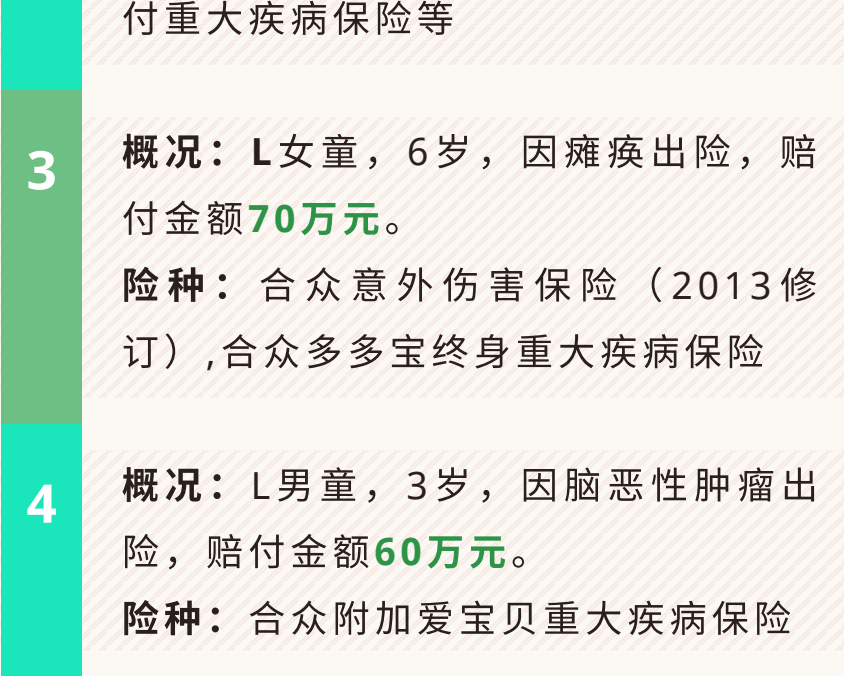 付重大疾病保险等
3
概况：L女童，6岁，因瘫痪出险，赔
付金额70万元。
险种：合众意外伤害保险（2013修
订）,合众多多宝终身重大疾病保险
4
概况：L男童，3岁，因脑恶性肿瘤出
险，赔付金额60万元。
险种：合众附加爱宝贝重大疾病保险